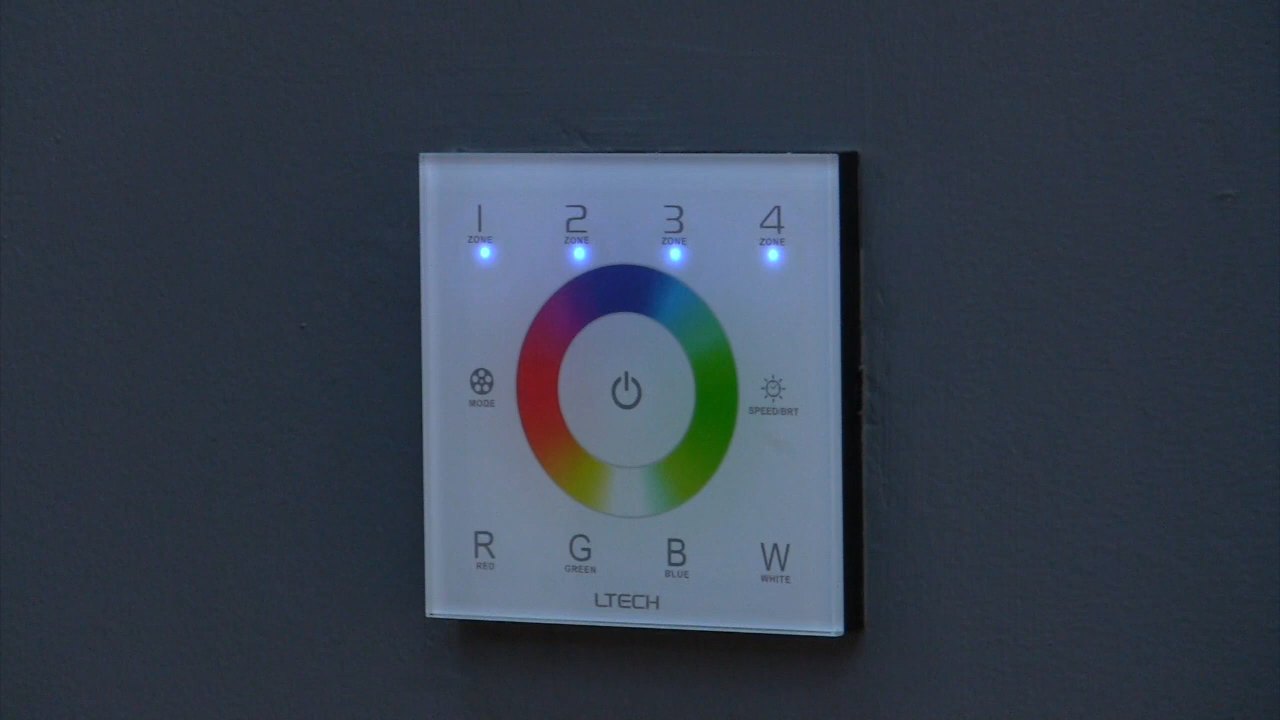 1 2 3 4
ZONE ZONE ZONE ZONE
MODE SPEED/BRT
R G B W
RED GREEN BLUE WHITE
LTECH